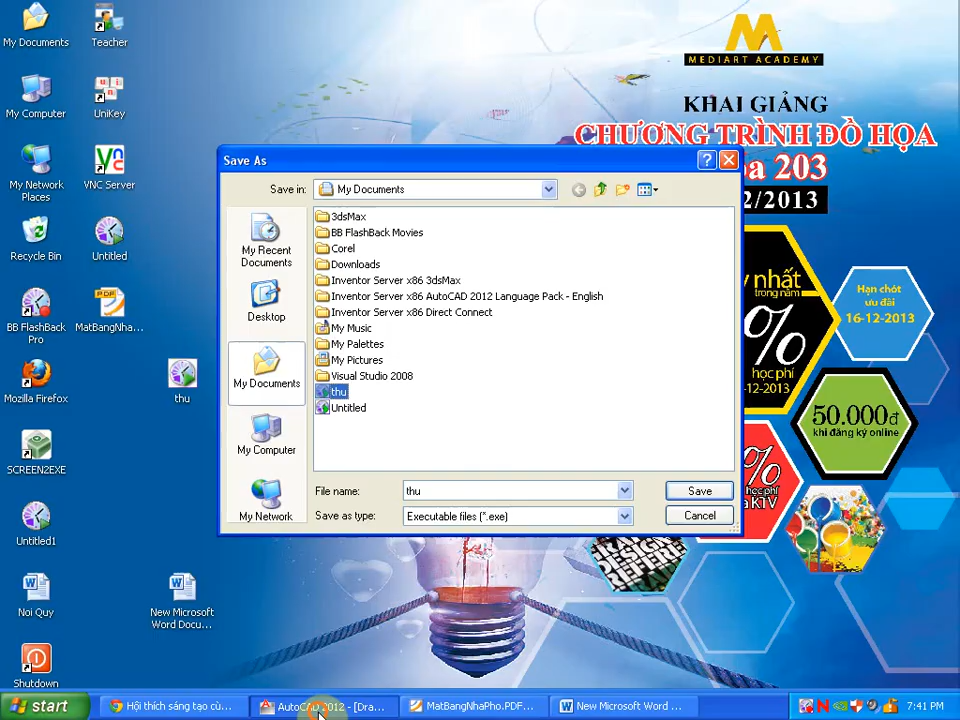 My Documents
Teacher
My Computer
UniKey
My Network
Places
VNC Server
Recycle Bin
Untitled
BB FlashBack
Pro
MatBangNha...
Mozilla Firefox
thu
SCREEN2EXE
Untitled1
Noi Quy
New Microsoft
Word Docu...
Shutdown
MEDIART ACADEMY
KHAI GIẢNG
CHƯƠNG TRÌNH ĐỒ HỌA
203
2/2013
Save As
Save in:
My Documents
My Recent
Documents
Desktop
My Documents
My Computer
My Network
3dsMax
BB FlashBack Movies
Corel
Downloads
Inventor Server x86 3dsMax
Inventor Server x86 AutoCAD 2012 Language Pack - English
Inventor Server x86 Direct Connect
My Music
My Palettes
My Pictures
Visual Studio 2008
thu
Untitled
File name:
thu
Save
Save as type:
Executable files (*.exe)
Cancel
nhất
trong năm
%
học phí
-12-2013
Hạn chót
ưu đãi
16-12-2013
50.000đ
khi đăng ký online
%
học phí
KTV
start
Hội thích sáng tạo cù...
AutoCAD 2012 - [Dra...
MatBangNhaPho.PDF...
New Microsoft Word ...
7:41 PM